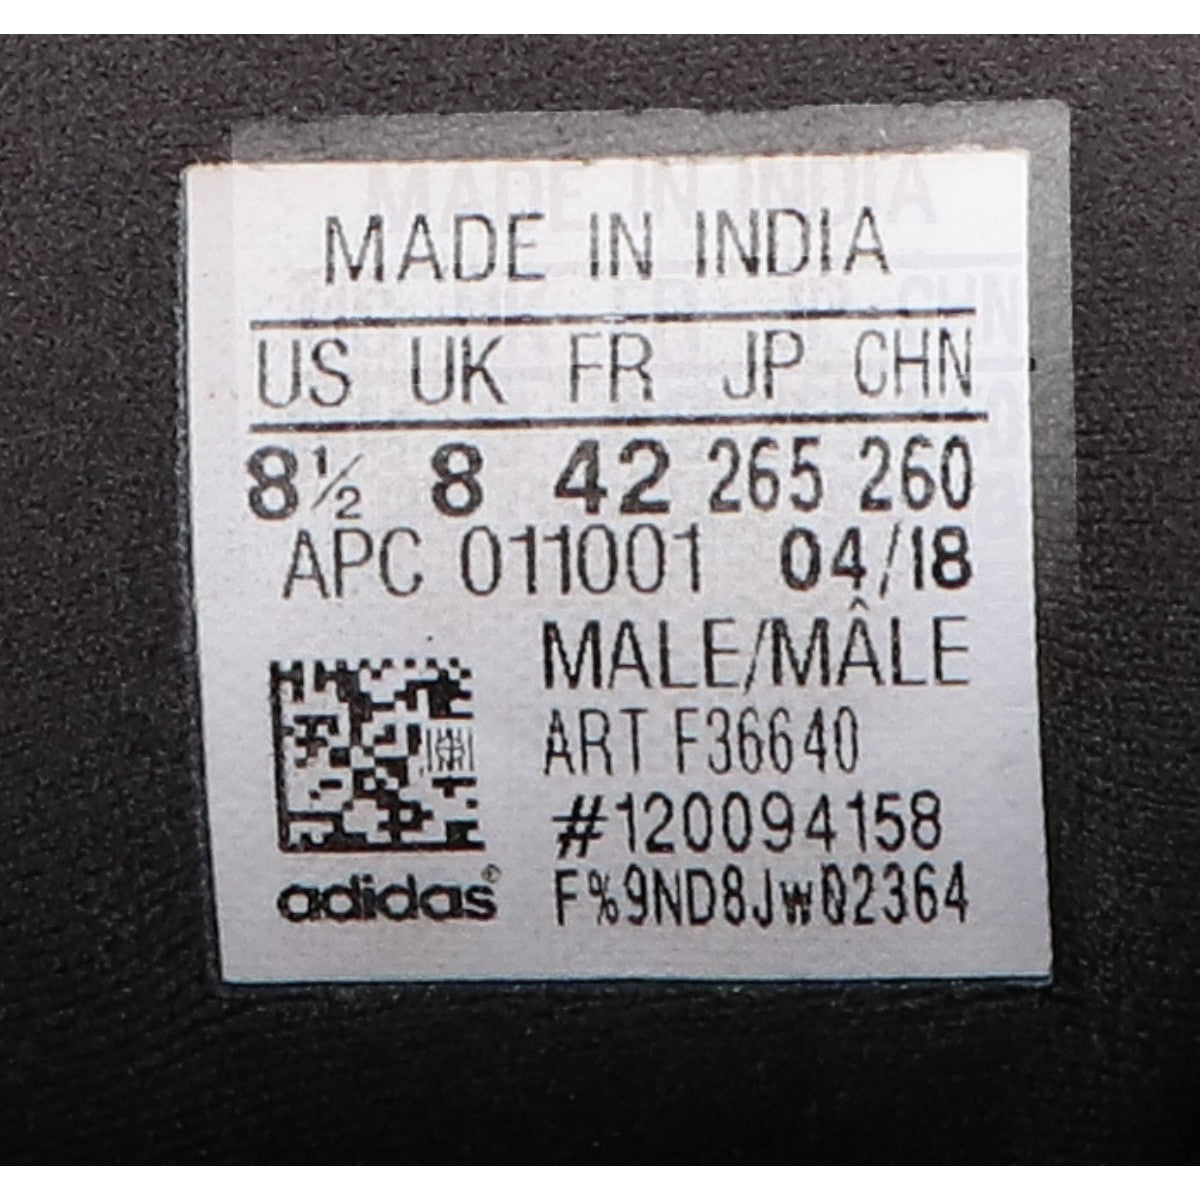 MADE IN INDIA
US UK FR JP CHN
8½ 8 42 265 260
APC 011001 04/18
MALE/MÂLE
ART F36640
#120094158
F%9ND8JwQ2364
adidas®